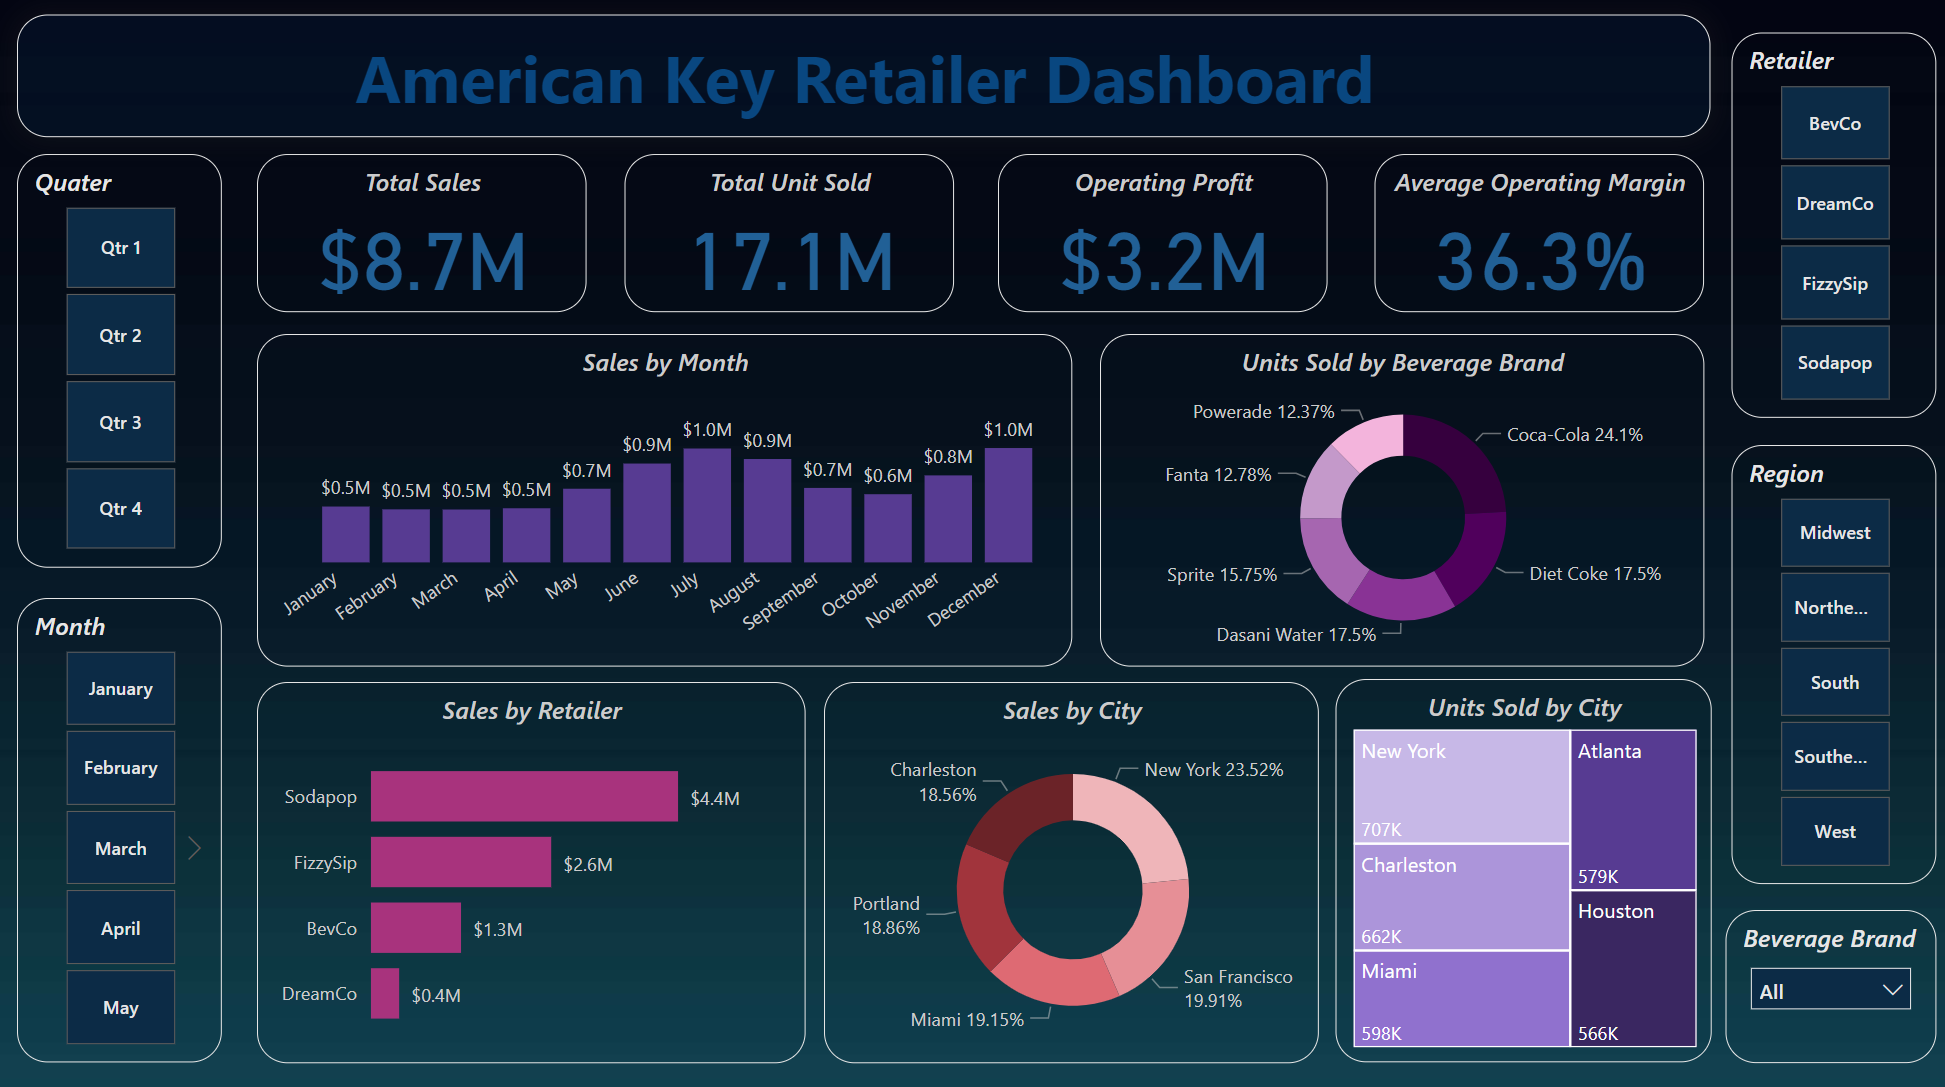 American Key Retailer Dashboard
Quater
Qtr 1
Qtr 2
Qtr 3
Qtr 4
Month
January
February
March
April
May
Total Sales
$8.7M
Total Unit Sold
17.1M
Operating Profit
$3.2M
Average Operating Margin
36.3%
Sales by Month
$0.5M
$0.5M
$0.5M
$0.5M
$0.7M
$0.9M
$1.0M
$0.9M
$0.7M
$0.6M
$0.8M
$1.0M
January
February
March
April
May
June
July
August
September
October
November
December
Units Sold by Beverage Brand
Powerade 12.37%
Coca-Cola 24.1%
Fanta 12.78%
Sprite 15.75%
Diet Coke 17.5%
Dasani Water 17.5%
Sales by Retailer
Sodapop
$4.4M
FizzySip
$2.6M
BevCo
$1.3M
DreamCo
$0.4M
Sales by City
Charleston
18.56%
New York 23.52%
Portland
18.86%
San Francisco
19.91%
Miami 19.15%
Units Sold by City
New York
707K
Charleston
662K
Miami
598K
Atlanta
579K
Houston
566K
Retailer
BevCo
DreamCo
FizzySip
Sodapop
Region
Midwest
Northe...
South
Southe...
West
Beverage Brand
All